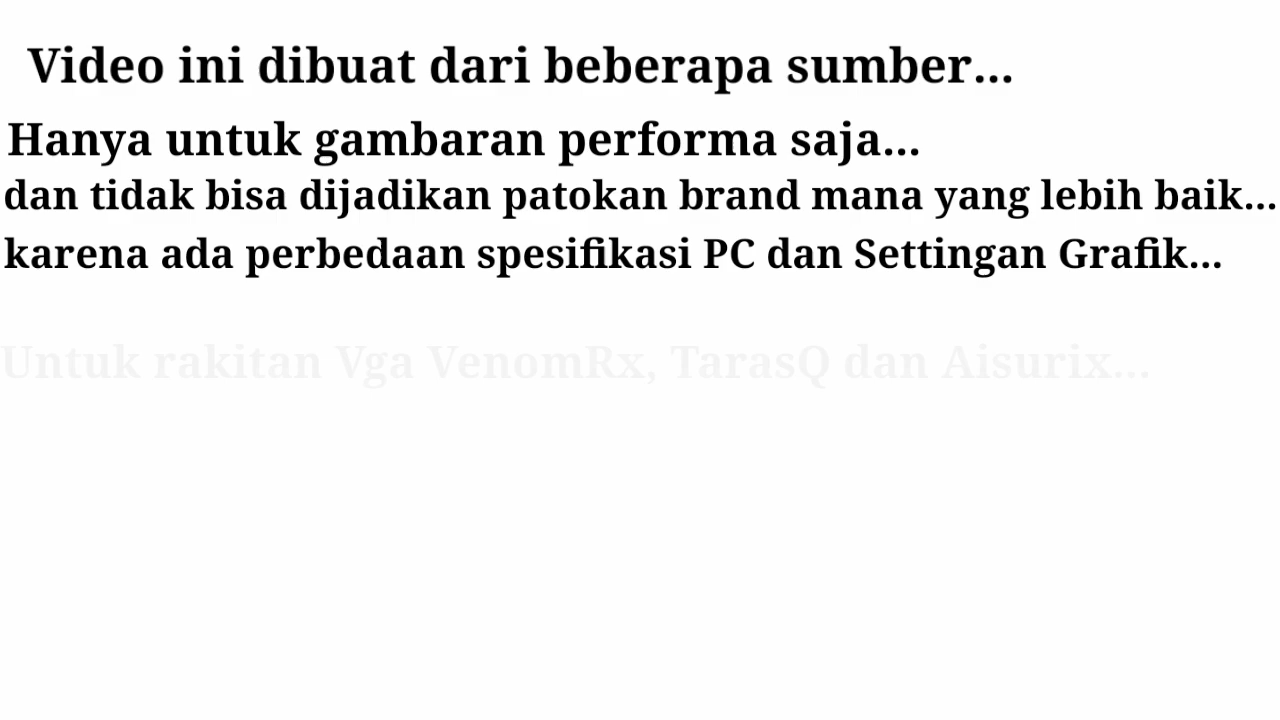 Video ini dibuat dari beberapa sumber...
Hanya untuk gambaran performa saja...
dan tidak bisa dijadikan patokan brand mana yang lebih baik...
karena ada perbedaan spesifikasi PC dan Settingan Grafik...
Untuk rakitan Vga VenomRx, TarasQ dan Aisurix...